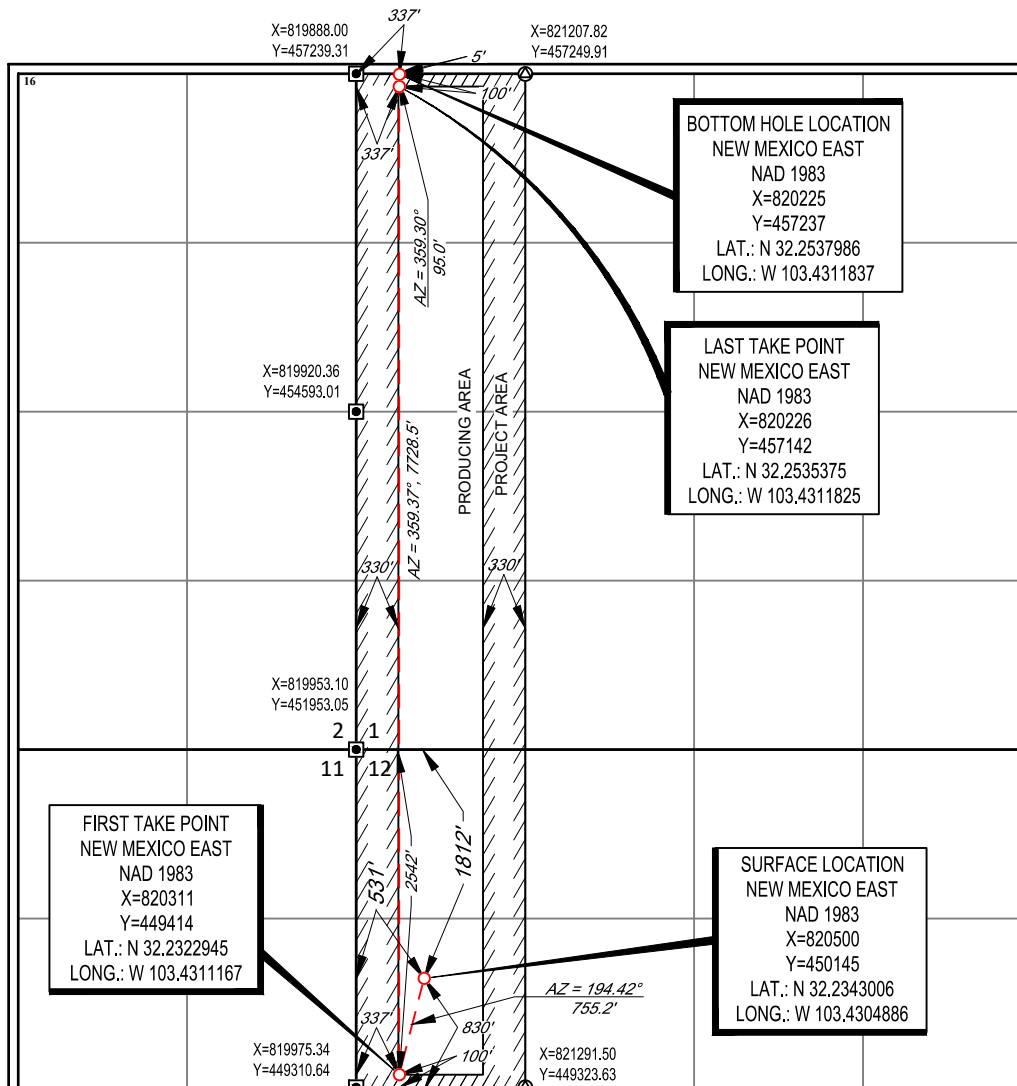 337'
X=819888.00
Y=457239.31
X=821207.82
Y=457249.91
5'
16
100'
337'
BOTTOM HOLE LOCATION
NEW MEXICO EAST
NAD 1983
X=820225
Y=457237
LAT.: N 32.2537986
LONG.: W 103.4311837
AZ = 359.30°
95.0'
LAST TAKE POINT
NEW MEXICO EAST
NAD 1983
X=820226
Y=457142
LAT.: N 32.2535375
LONG.: W 103.4311825
X=819920.36
Y=454593.01
AZ = 359.37°, 7728.5'
PRODUCING AREA
PROJECT AREA
330'
330'
X=819953.10
Y=451953.05
2 1
11 12
FIRST TAKE POINT
NEW MEXICO EAST
NAD 1983
X=820311
Y=449414
LAT.: N 32.2322945
LONG.: W 103.4311167
531'
2542'
1812'
SURFACE LOCATION
NEW MEXICO EAST
NAD 1983
X=820500
Y=450145
LAT.: N 32.2343006
LONG.: W 103.4304886
AZ = 194.42°
755.2'
337'
830'
100'
X=819975.34
Y=449310.64
X=821291.50
Y=449323.63